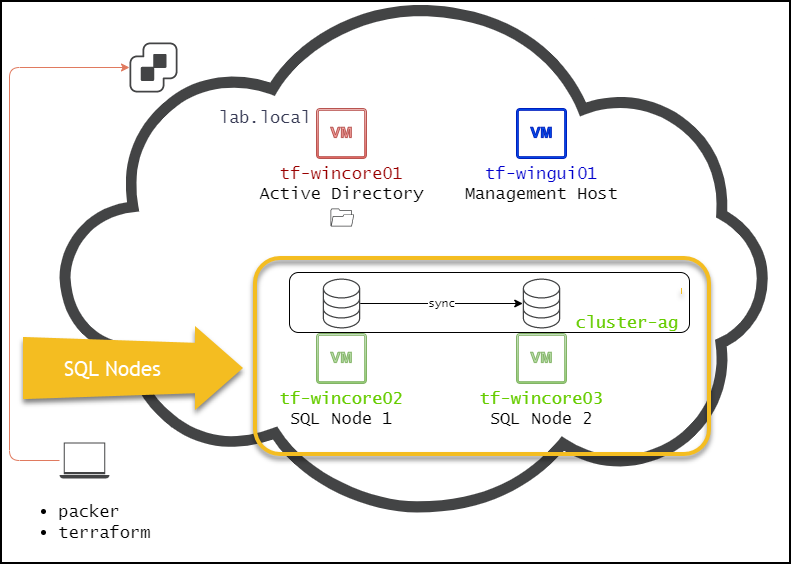 lab.local
VM
VM
tf-wincore01
tf-wingui01
Active Directory
Management Host
sync
cluster-ag
SQL Nodes
VM
VM
tf-wincore02
tf-wincore03
SQL Node 1
SQL Node 2
• packer
• terraform